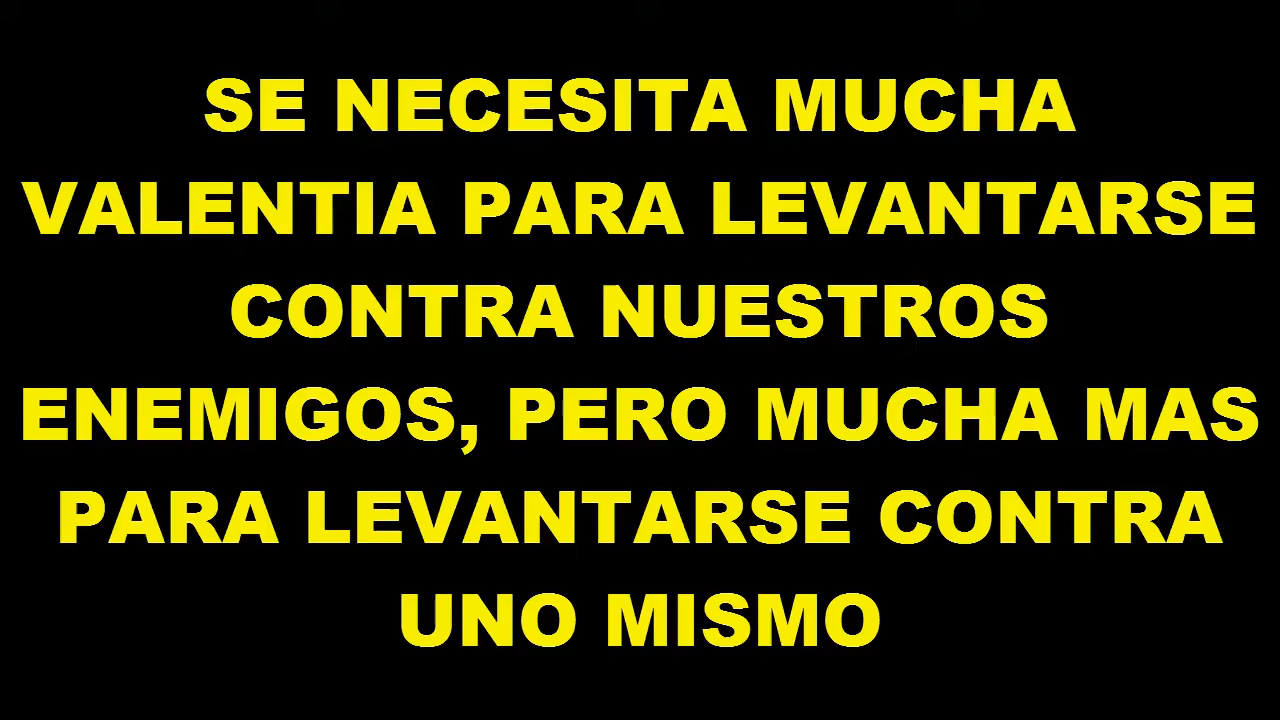 SE NECESITA MUCHA
VALENTIA PARA LEVANTARSE
CONTRA NUESTROS
ENEMIGOS, PERO MUCHA MAS
PARA LEVANTARSE CONTRA
UNO MISMO